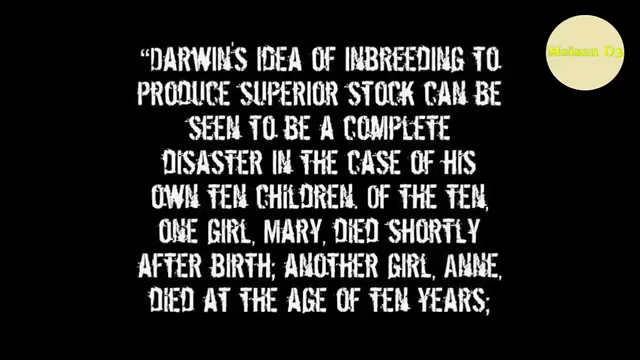 Maison D3
“DARWIN'S IDEA OF INBREEDING TO
PRODUCE SUPERIOR STOCK CAN BE
SEEN TO BE A COMPLETE
DISASTER IN THE CASE OF HIS
OWN TEN CHILDREN. OF THE TEN,
ONE GIRL, MARY, DIED SHORTLY
AFTER BIRTH; ANOTHER GIRL, ANNE,
DIED AT THE AGE OF TEN YEARS;